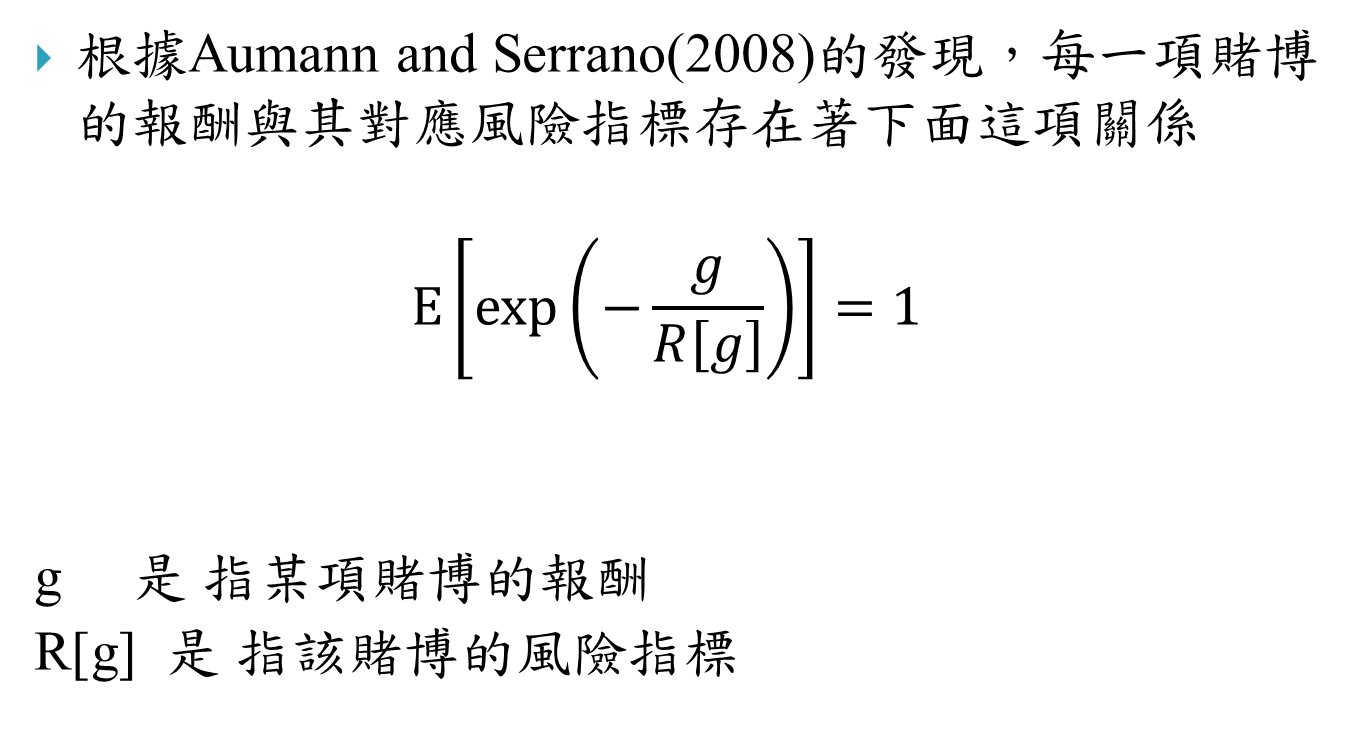 根據Aumann and Serrano(2008)的發現，每一項賭博
的報酬與其對應風險指標存在著下面這項關係
E[exp(−g/R[g])] = 1
g 是 指某項賭博的報酬
R[g] 是 指該賭博的風險指標